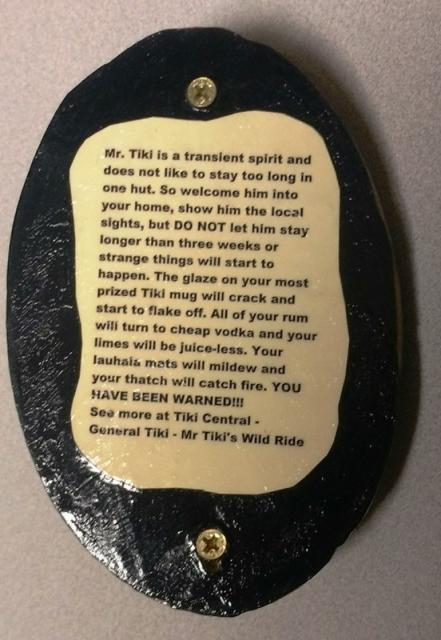 Mr. Tiki is a transient spirit and
does not like to stay too long in
one hut. So welcome him into
your home, show him the local
sights, but DO NOT let him stay
longer than three weeks or
strange things will start to
happen. The glaze on your most
prized Tiki mug will crack and
start to flake off. All of your rum
will turn to cheap vodka and your
limes will be juice-less. Your
lauhala mats will mildew and
your thatch will catch fire. YOU
HAVE BEEN WARNED!!!
See more at Tiki Central -
General Tiki - Mr Tiki's Wild Ride